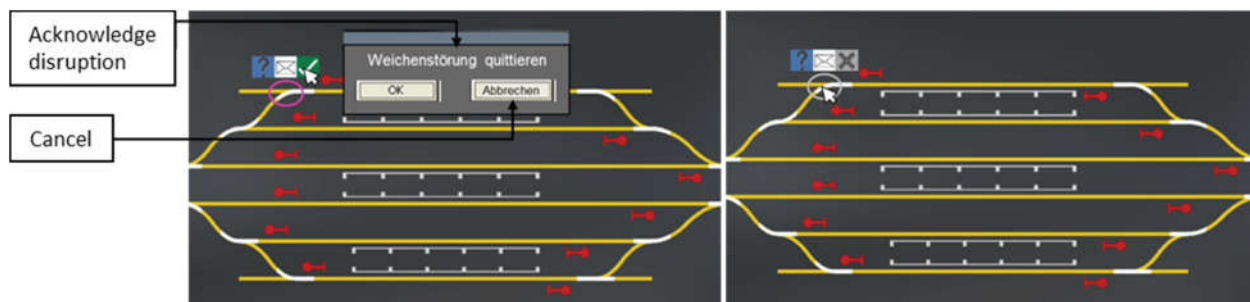 Acknowledge
disruption
Cancel
?
Weichenstörung quittieren
OK
Abbrechen
?